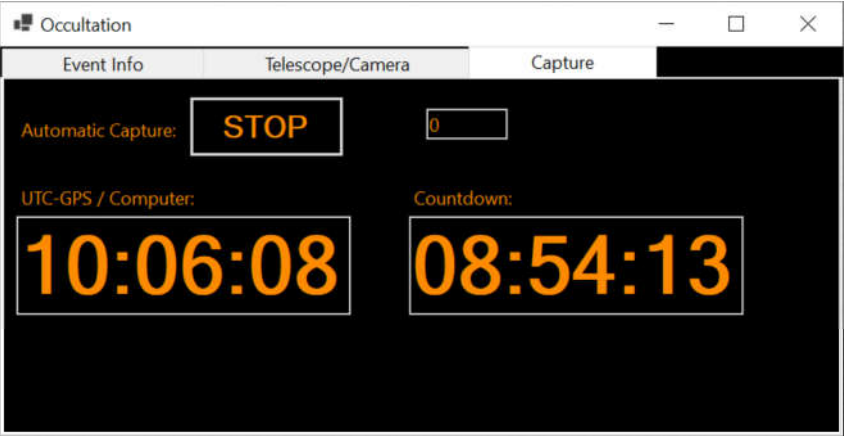 Occultation
Event Info Telescope/Camera Capture
Automatic Capture: STOP 0
UTC-GPS / Computer: Countdown:
10:06:08 08:54:13